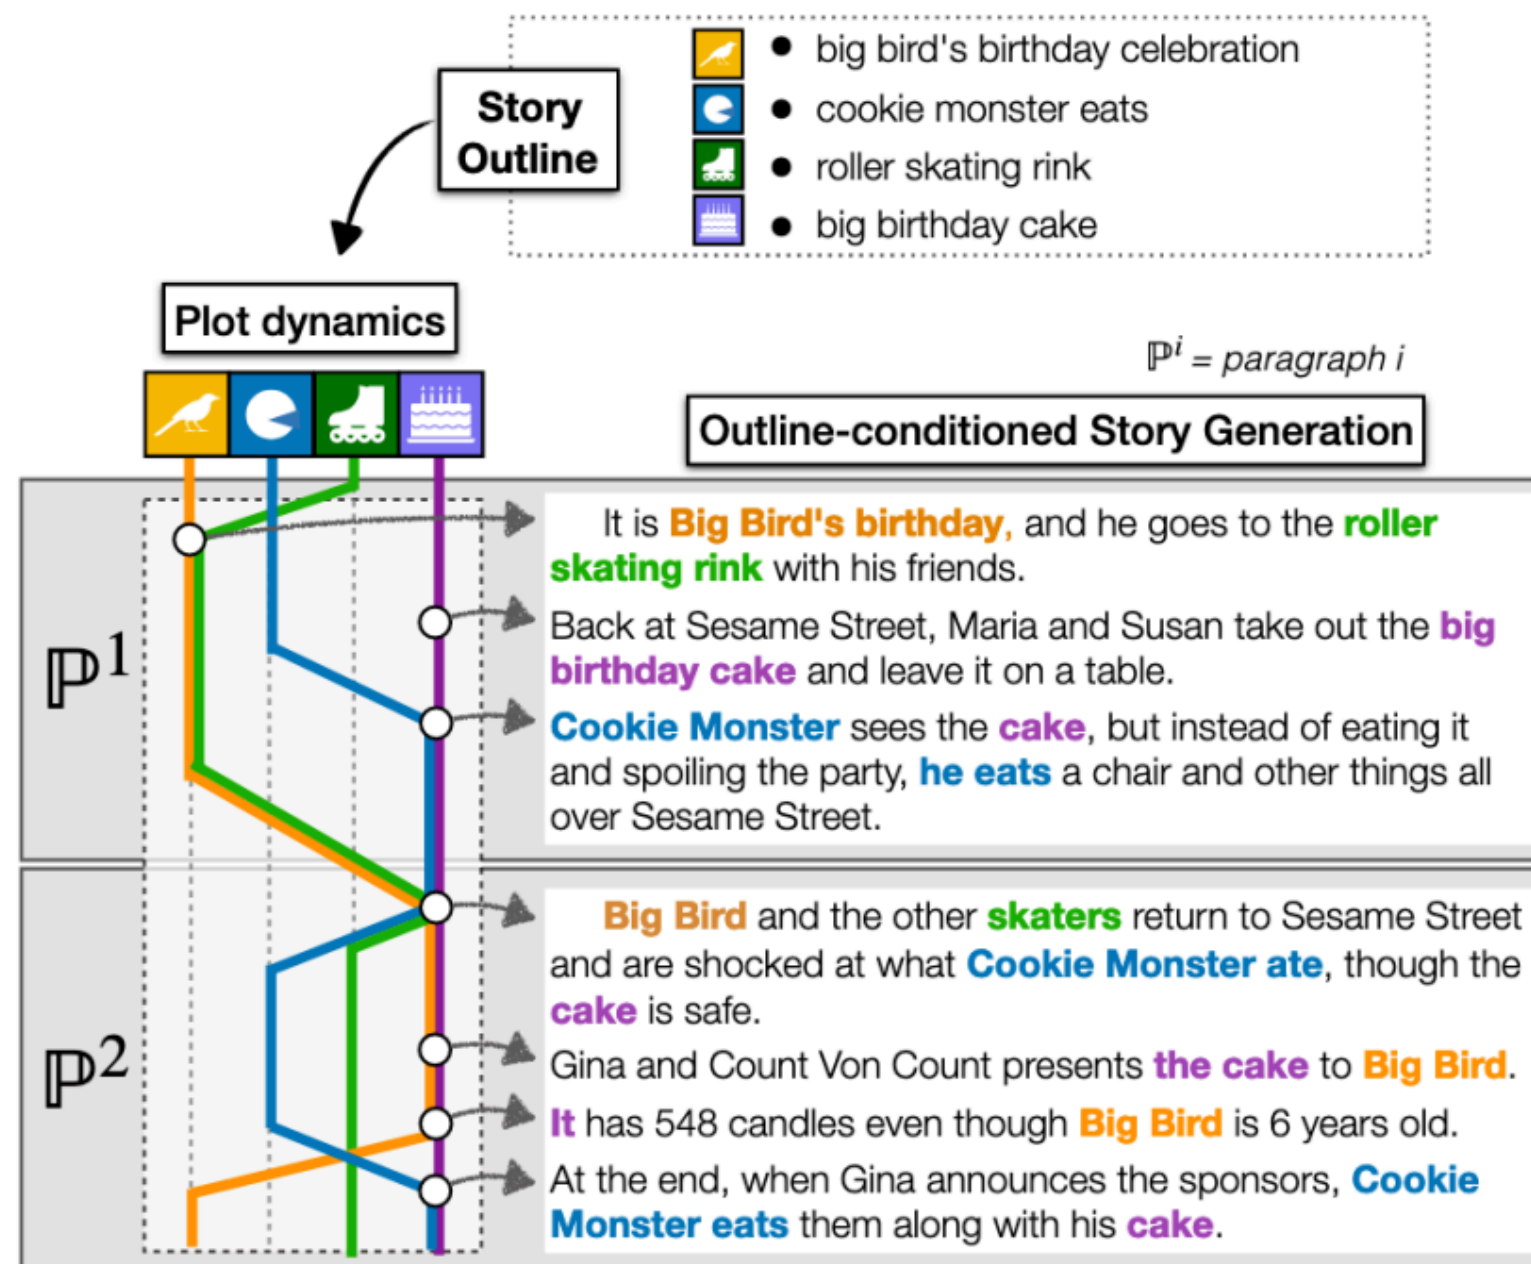 Story
Outline
● big bird's birthday celebration
● cookie monster eats
● roller skating rink
● big birthday cake
Plot dynamics
ℙⁱ = paragraph i
Outline-conditioned Story Generation
ℙ¹
It is Big Bird's birthday, and he goes to the roller
skating rink with his friends.
Back at Sesame Street, Maria and Susan take out the big
birthday cake and leave it on a table.
Cookie Monster sees the cake, but instead of eating it
and spoiling the party, he eats a chair and other things all
over Sesame Street.
ℙ²
Big Bird and the other skaters return to Sesame Street
and are shocked at what Cookie Monster ate, though the
cake is safe.
Gina and Count Von Count presents the cake to Big Bird.
It has 548 candles even though Big Bird is 6 years old.
At the end, when Gina announces the sponsors, Cookie
Monster eats them along with his cake.